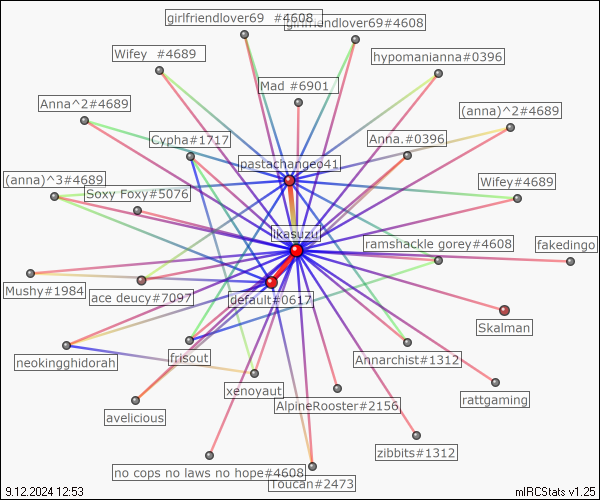 girlfriendlover69 #4608
girlfriendlover69#4608
Wifey #4689
hypomanianna#0396
Mad #6901
Anna^2#4689
(anna)^2#4689
Cypha#1717
Anna.#0396
pastachangeo41
(anna)^3#4689
Soxy Foxy#5076
Wifey#4689
ikasuzu
ramshackle gorey#4608
fakedingo
Mushy#1984
ace deucy#7097
default#0617
Skalman
neokingghidorah
frisout
Annarchist#1312
xenoyaut
AlpineRooster#2156
rattgaming
avelicious
zibbits#1312
no cops no laws no hope#4608
Toucan#2473
9.12.2024 12:53
mIRCStats v1.25